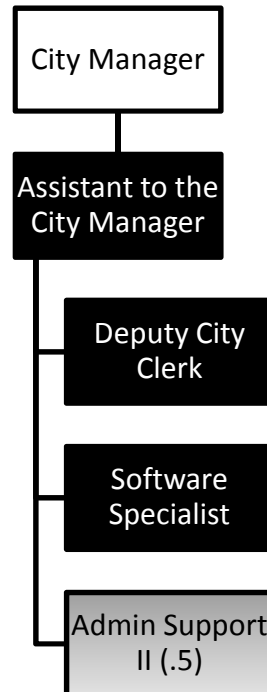 City Manager
Assistant to the
City Manager
Deputy City
Clerk
Software
Specialist
Admin Support
II (.5)